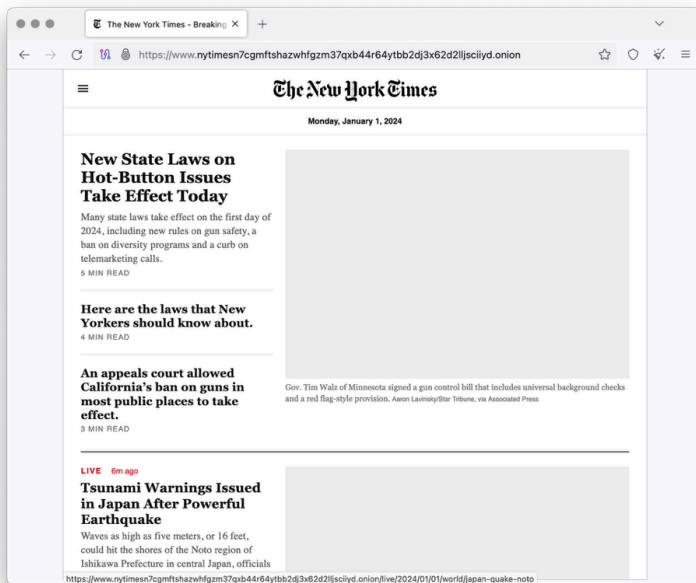 The New York Times - Breaking
https://www.nytimesn7cgmftshazwhfgzm37qxb44r64ytbb2dj3x62d2lljsciiyd.onion
The New York Times
Monday, January 1, 2024
New State Laws on
Hot-Button Issues
Take Effect Today
Many state laws take effect on the first day of
2024, including new rules on gun safety, a
ban on diversity programs and a curb on
telemarketing calls.
5 MIN READ
Here are the laws that New
Yorkers should know about.
4 MIN READ
An appeals court allowed
California’s ban on guns in
most public places to take
effect.
3 MIN READ
Gov. Tim Walz of Minnesota signed a gun control bill that includes universal background checks
and a red flag-style provision. Aaron Lavinsky/Star Tribune, via Associated Press
LIVE 6m ago
Tsunami Warnings Issued
in Japan After Powerful
Earthquake
Waves as high as five meters, or 16 feet,
could hit the shores of the Noto region of
Ishikawa Prefecture in central Japan, officials
https://www.nytimesn7cgmftshazwhfgzm37qxb44r64ytbb2dj3x62d2lljsciiyd.onion/live/2024/01/01/world/japan-quake-noto